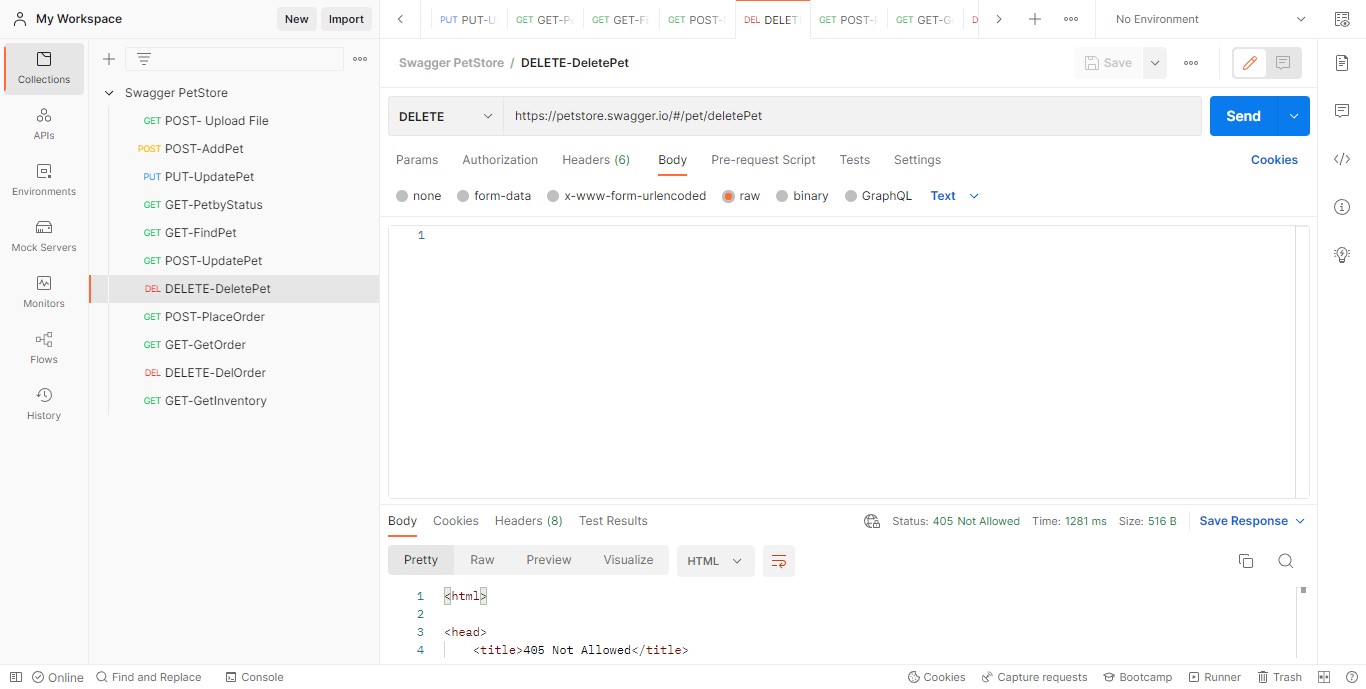 My Workspace
New
Import
PUT PUT-U
GET GET-P
GET GET-Fi
GET POST-
DEL DELET
GET POST-
GET GET-G
No Environment
Collections
APIs
Environments
Mock Servers
Monitors
Flows
History
Swagger PetStore
GET POST- Upload File
POST POST-AddPet
PUT PUT-UpdatePet
GET GET-PetbyStatus
GET GET-FindPet
GET POST-UpdatePet
DEL DELETE-DeletePet
GET POST-PlaceOrder
GET GET-GetOrder
DEL DELETE-DelOrder
GET GET-GetInventory
Swagger PetStore / DELETE-DeletePet
Save
DELETE
https://petstore.swagger.io/#/pet/deletePet
Send
Params Authorization Headers (6) Body Pre-request Script Tests Settings Cookies
none form-data x-www-form-urlencoded raw binary GraphQL Text
1
Body Cookies Headers (8) Test Results
Status: 405 Not Allowed Time: 1281 ms Size: 516 B Save Response
Pretty Raw Preview Visualize HTML
1 <html>
2
3 <head>
4 <title>405 Not Allowed</title>
Online Find and Replace Console
Cookies Capture requests Bootcamp Runner Trash